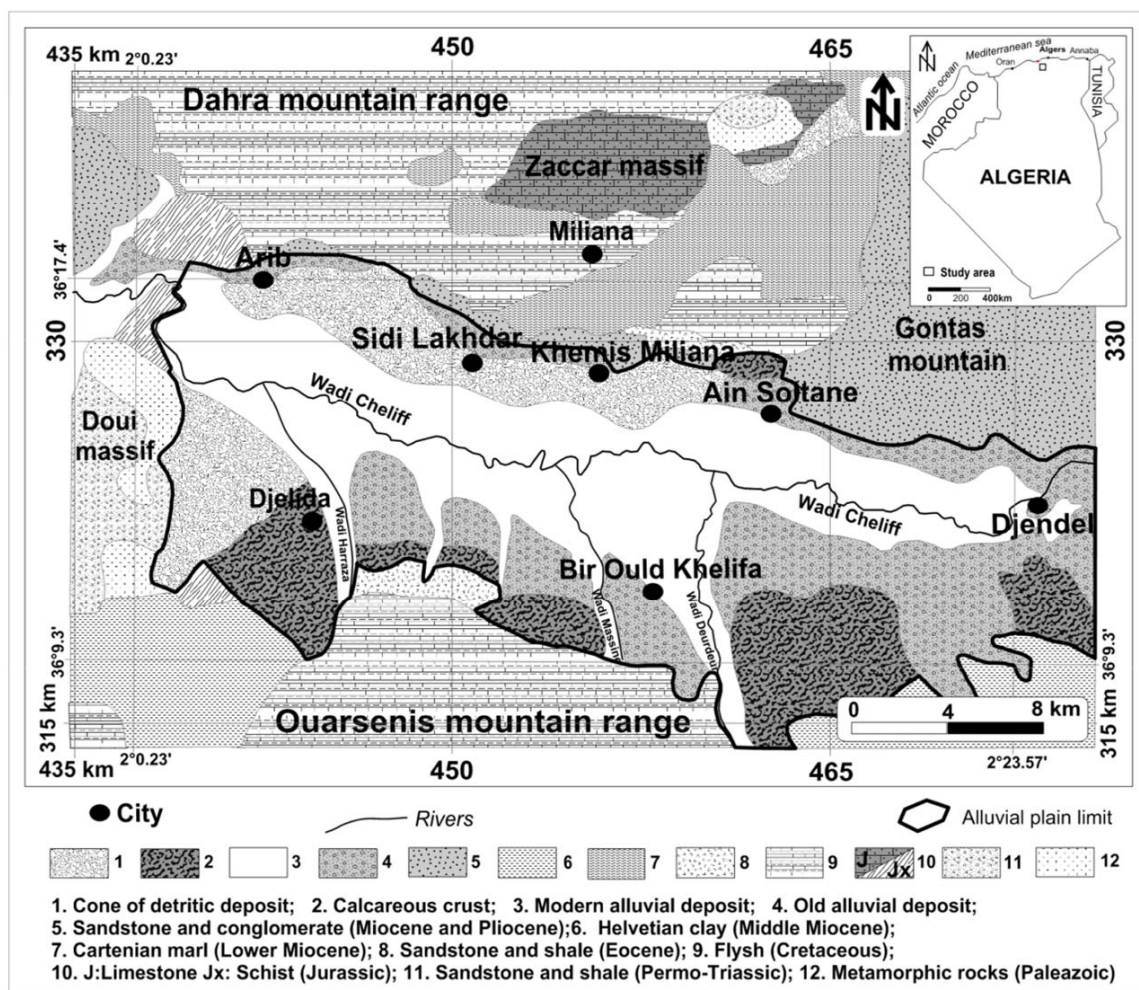 435 km
2°0.23'
450
465
Dahra mountain range
Zaccar massif
Miliana
Arib
36°17.4'
330
330
Sidi Lakhdar
Khemis Miliana
Gontas
mountain
Ain Soltane
Wadi Cheliff
Doui
massif
Djelida
Wadi Harraza
Wadi Cheliff
Djendel
Bir Ould Khelifa
Wadi Massin
Wadi Deurdeur
36°9.3'
36°9.3'
Ouarsenis mountain range
315 km
315 km
0 4 8 km
435 km
2°0.23'
450
465
2°23.57'
N
N
Mediterranean sea
Oran
Algers
Annaba
Atlantic ocean
MOROCCO
TUNISIA
ALGERIA
Study area
0 200 400km
City
Rivers
Alluvial plain limit
1 2 3 4 5 6 7 8 9 J Jx 10 11 12
1. Cone of detritic deposit; 2. Calcareous crust; 3. Modern alluvial deposit; 4. Old alluvial deposit;
5. Sandstone and conglomerate (Miocene and Pliocene);6. Helvetian clay (Middle Miocene);
7. Cartenian marl (Lower Miocene); 8. Sandstone and shale (Eocene); 9. Flysh (Cretaceous);
10. J:Limestone Jx: Schist (Jurassic); 11. Sandstone and shale (Permo-Triassic); 12. Metamorphic rocks (Paleazoic)